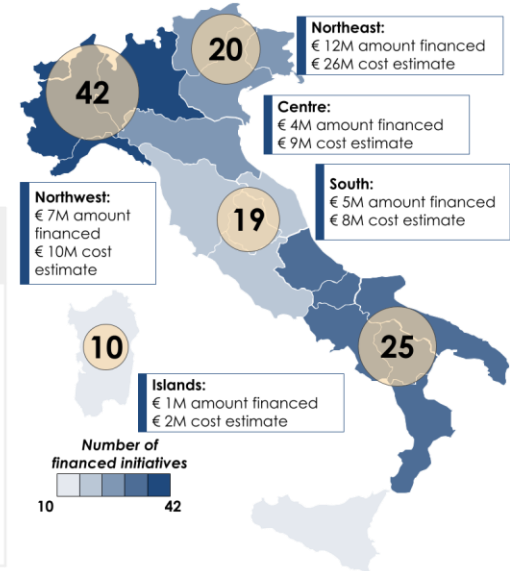 20
Northeast:
€ 12M amount financed
€ 26M cost estimate
42
Centre:
€ 4M amount financed
€ 9M cost estimate
South:
€ 5M amount financed
€ 8M cost estimate
Northwest:
€ 7M amount
financed
€ 10M cost
estimate
19
10
25
Islands:
€ 1M amount financed
€ 2M cost estimate
Number of
financed initiatives
10
42